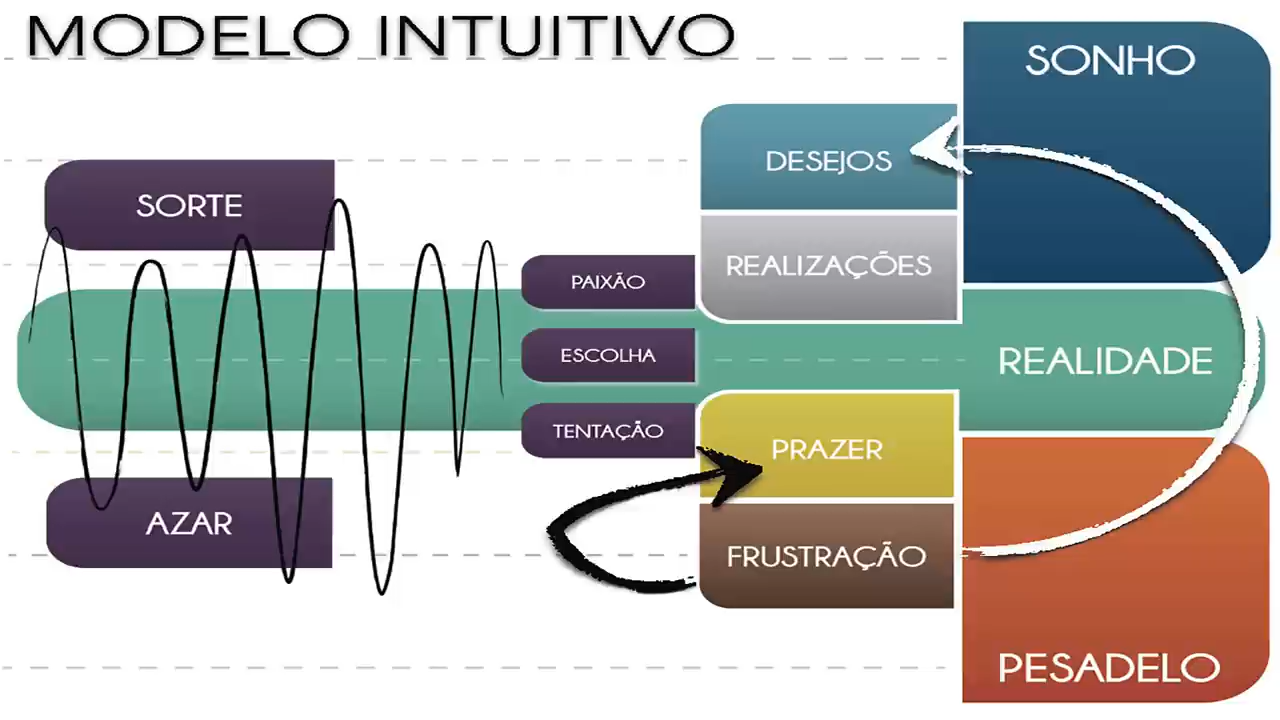 MODELO INTUITIVO
SONHO
DESEJOS
SORTE
REALIZAÇÕES
PAIXÃO
ESCOLHA
REALIDADE
TENTAÇÃO
PRAZER
AZAR
FRUSTRAÇÃO
PESADELO